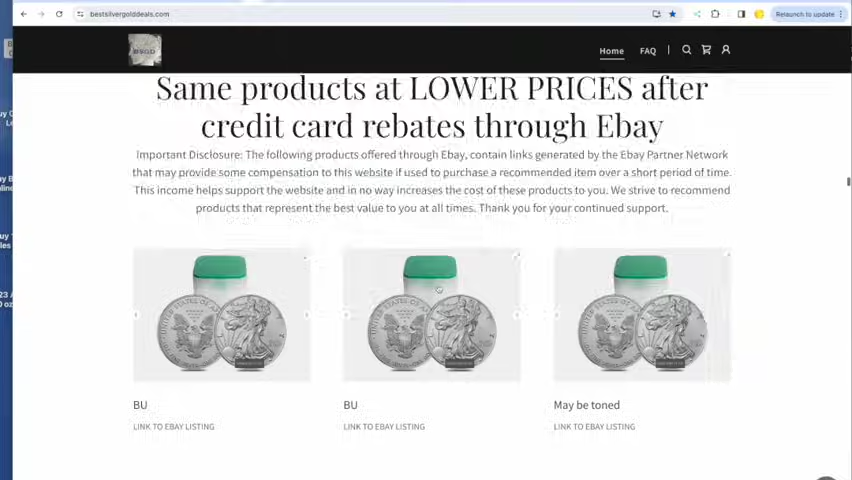 bestsilvergolddeals.com
Relaunch to update
BSGD
Home
FAQ
Same products at LOWER PRICES after
credit card rebates through Ebay
Important Disclosure: The following products offered through Ebay, contain links generated by the Ebay Partner Network
that may provide some compensation to this website if used to purchase a recommended item over a short period of time.
This income helps support the website and in no way increases the cost of these products to you. We strive to recommend
products that represent the best value to you at all times. Thank you for your continued support.
BU
BU
May be toned
LINK TO EBAY LISTING
LINK TO EBAY LISTING
LINK TO EBAY LISTING